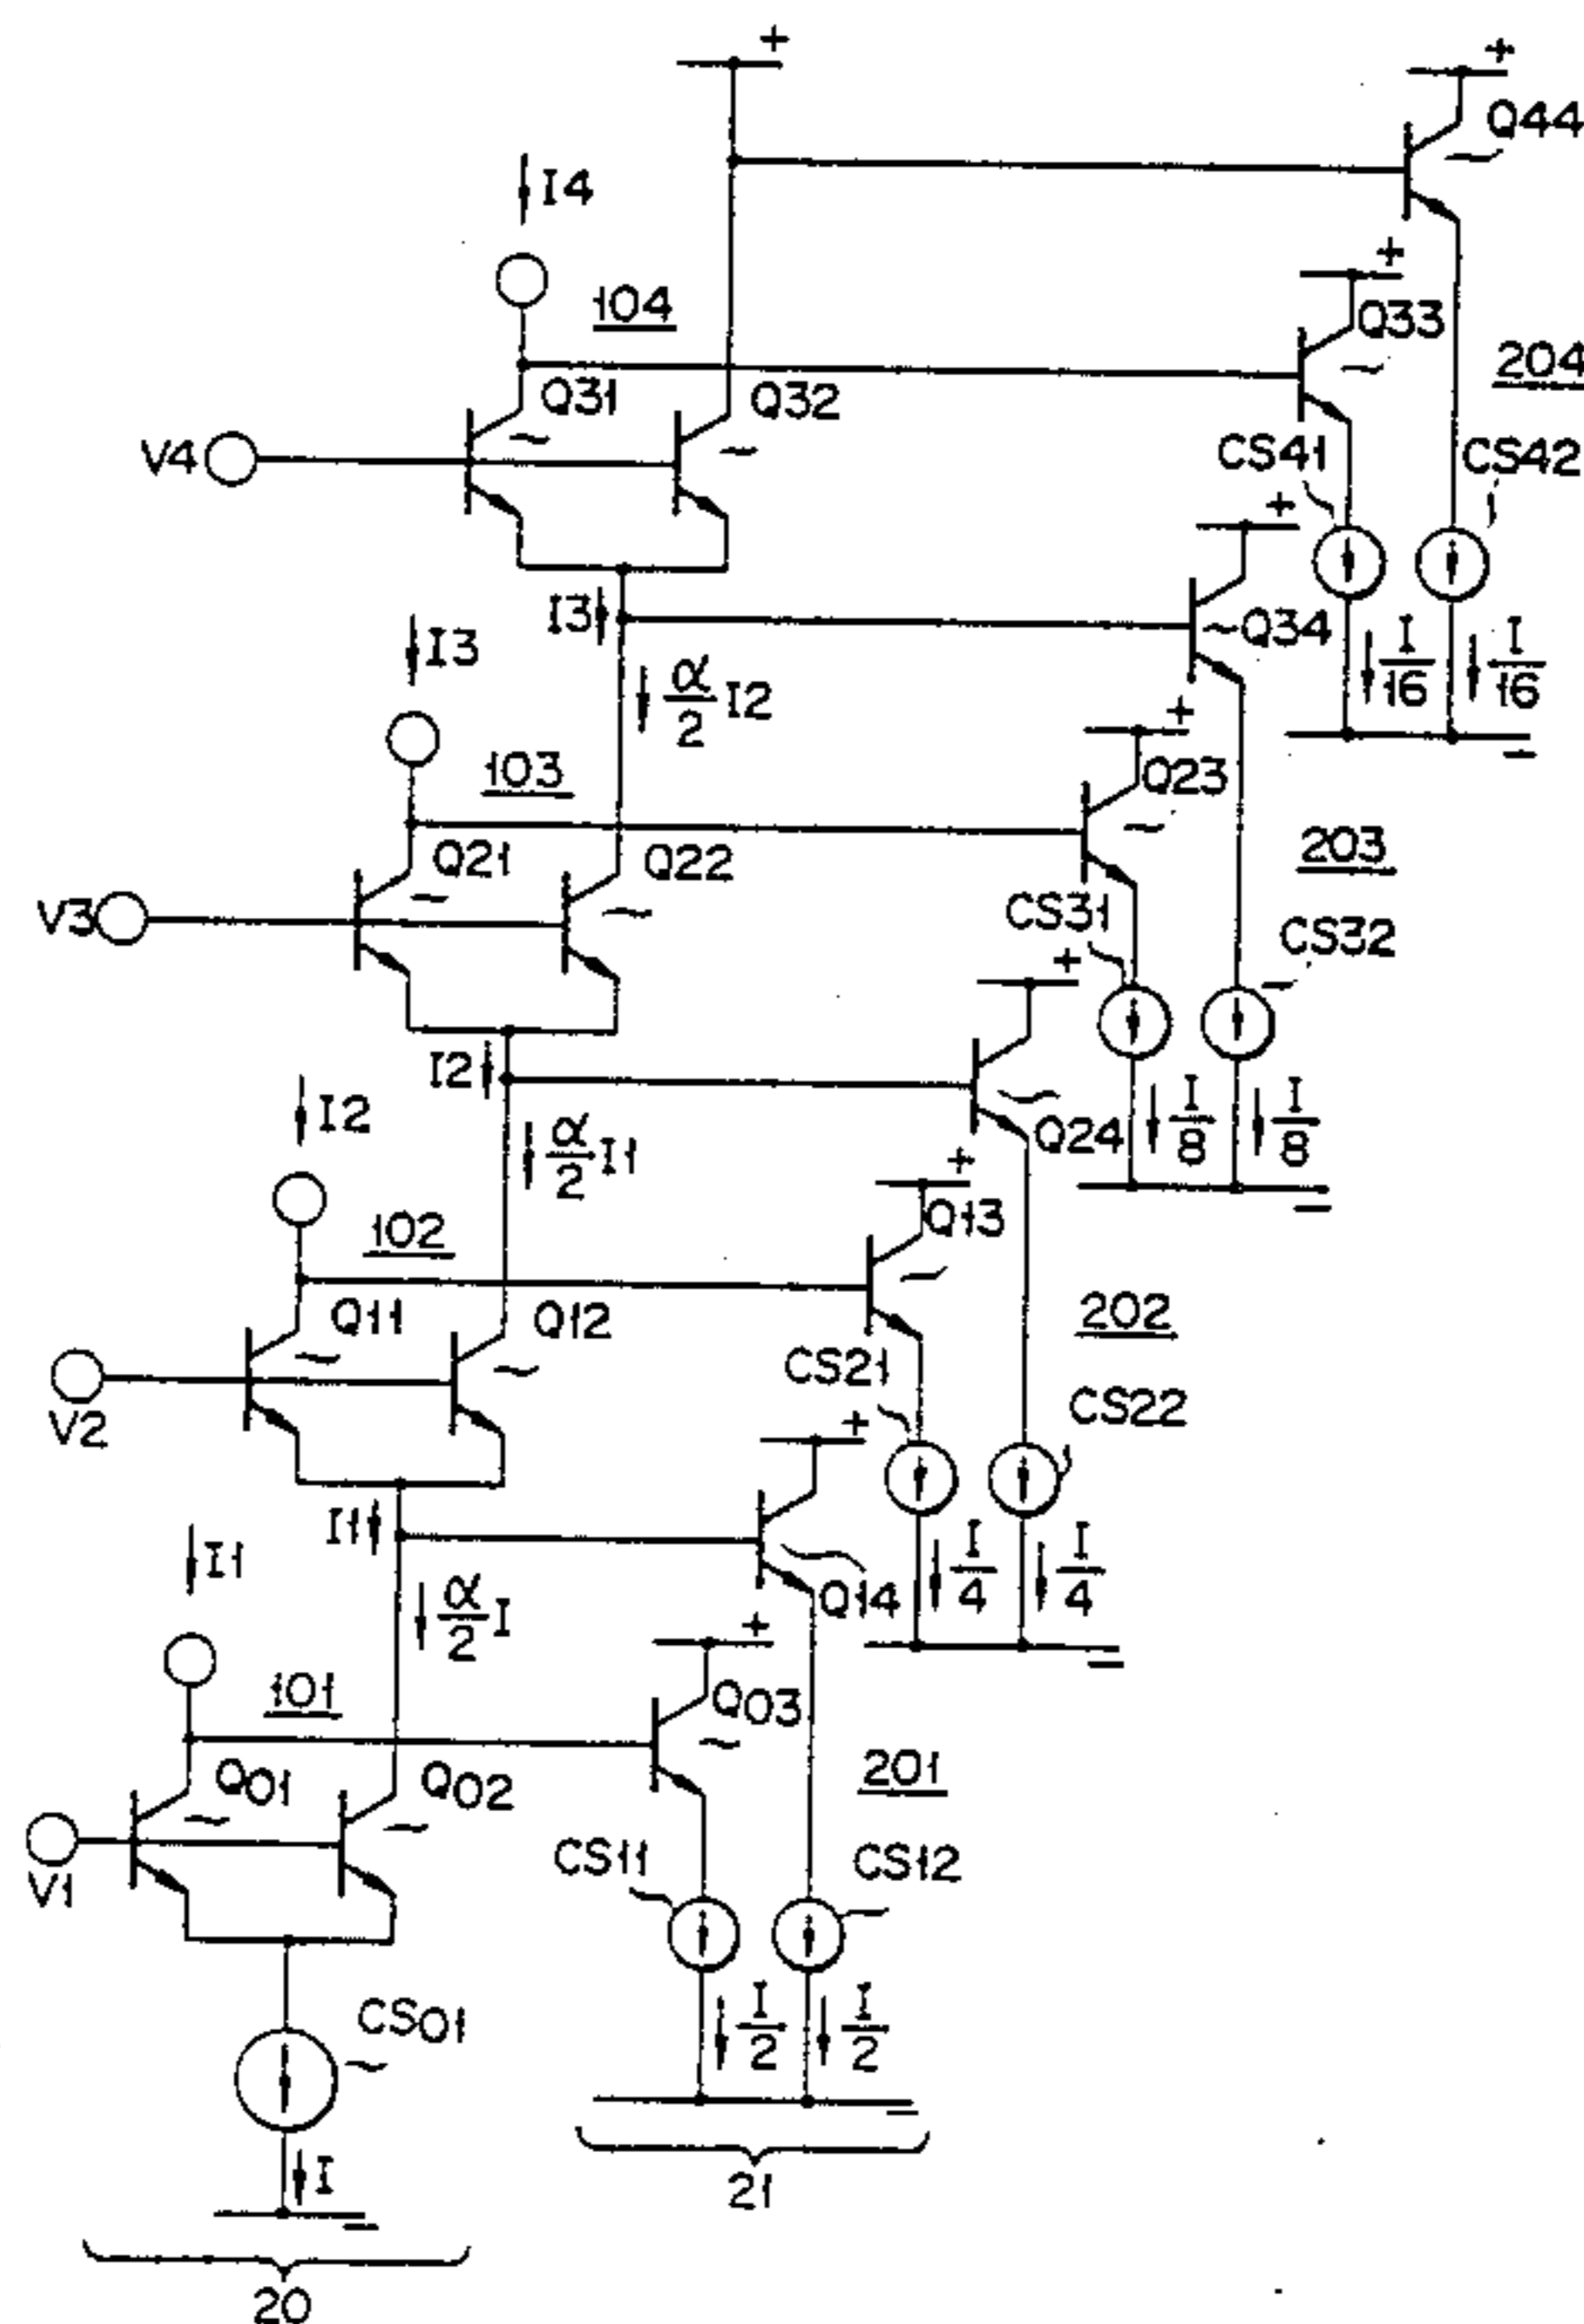 +
+
Q44
I4
+
104
Q33
204
Q31
Q32
CS41
CS42
V4
+
I3
Q34
I
16
I
16
I3
α
2
I2
+
103
Q23
203
Q21
Q22
CS31
CS32
V3
+
I2
Q24
I
8
I
8
I2
α
2
I1
+
Q13
102
202
Q11
Q12
CS21
CS22
V2
+
I1
I
4
I
4
I1
α
2
I
Q14
+
101
Q03
201
Q01
Q02
CS11
CS12
V1
CS01
I
2
I
2
I
21
20